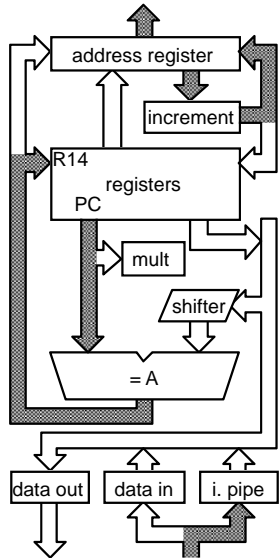 address register
increment
R14
registers
PC
mult
shifter
= A
data out
data in
i. pipe